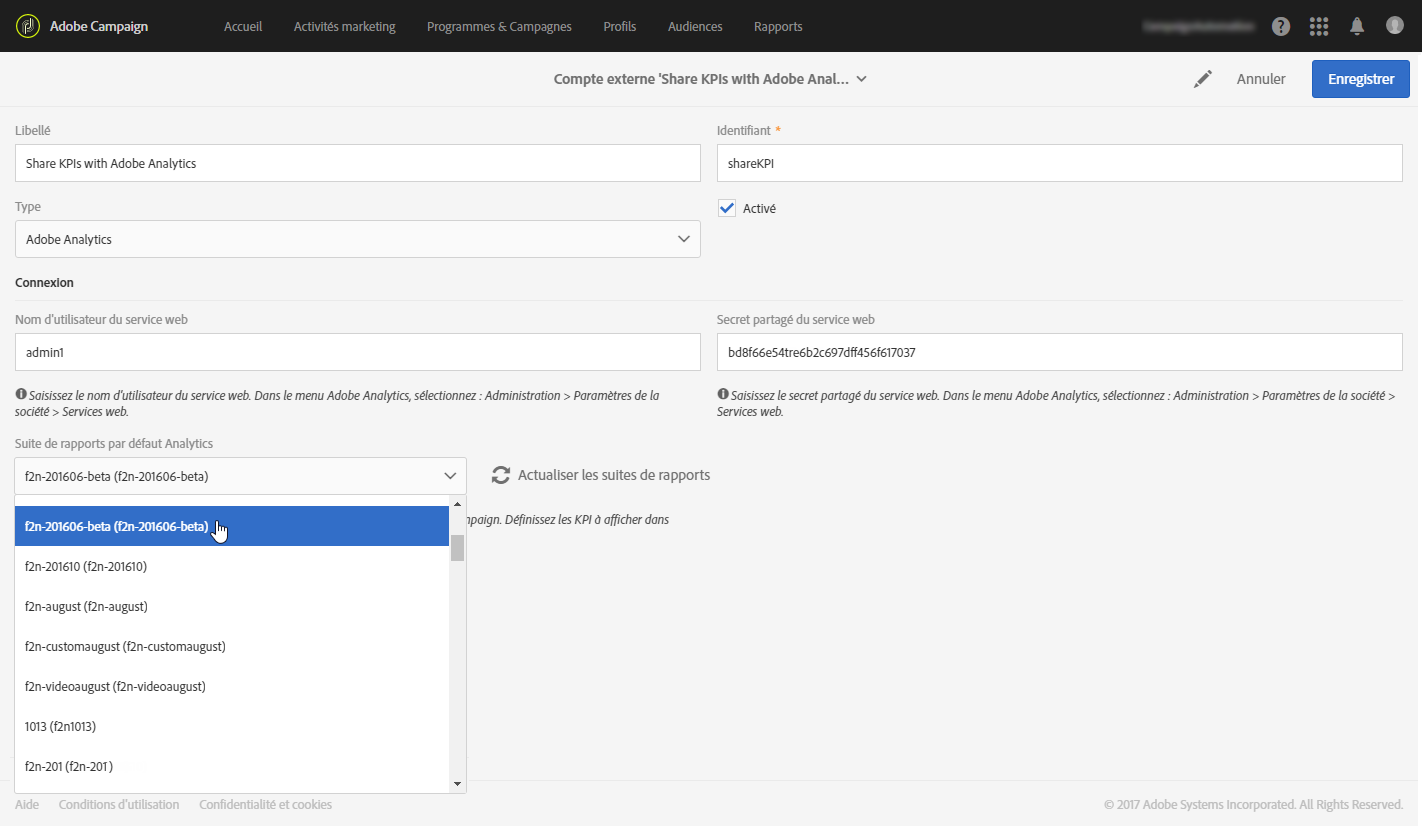 Adobe Campaign
Accueil
Activités marketing
Programmes & Campagnes
Profils
Audiences
Rapports
Compte externe 'Share KPIs with Adobe Anal...
Annuler
Enregistrer
Libellé
Identifiant *
Share KPIs with Adobe Analytics
shareKPI
Type
Activé
Adobe Analytics
Connexion
Nom d'utilisateur du service web
Secret partagé du service web
admin1
bd8f66e54tre6b2c697dff456f617037
Saisissez le nom d'utilisateur du service web. Dans le menu Adobe Analytics, sélectionnez : Administration > Paramètres de la
société > Services web.
Saisissez le secret partagé du service web. Dans le menu Adobe Analytics, sélectionnez : Administration > Paramètres de la société >
Services web.
Suite de rapports par défaut Analytics
f2n-201606-beta (f2n-201606-beta)
Actualiser les suites de rapports
mpaign. Définissez les KPI à afficher dans
f2n-201606-beta (f2n-201606-beta)
f2n-201610 (f2n-201610)
f2n-august (f2n-august)
f2n-customaugust (f2n-customaugust)
f2n-videoaugust (f2n-videoaugust)
1013 (f2n1013)
f2n-201 (f2n-201)
Aide
Conditions d'utilisation
Confidentialité et cookies
© 2017 Adobe Systems Incorporated. All Rights Reserved.